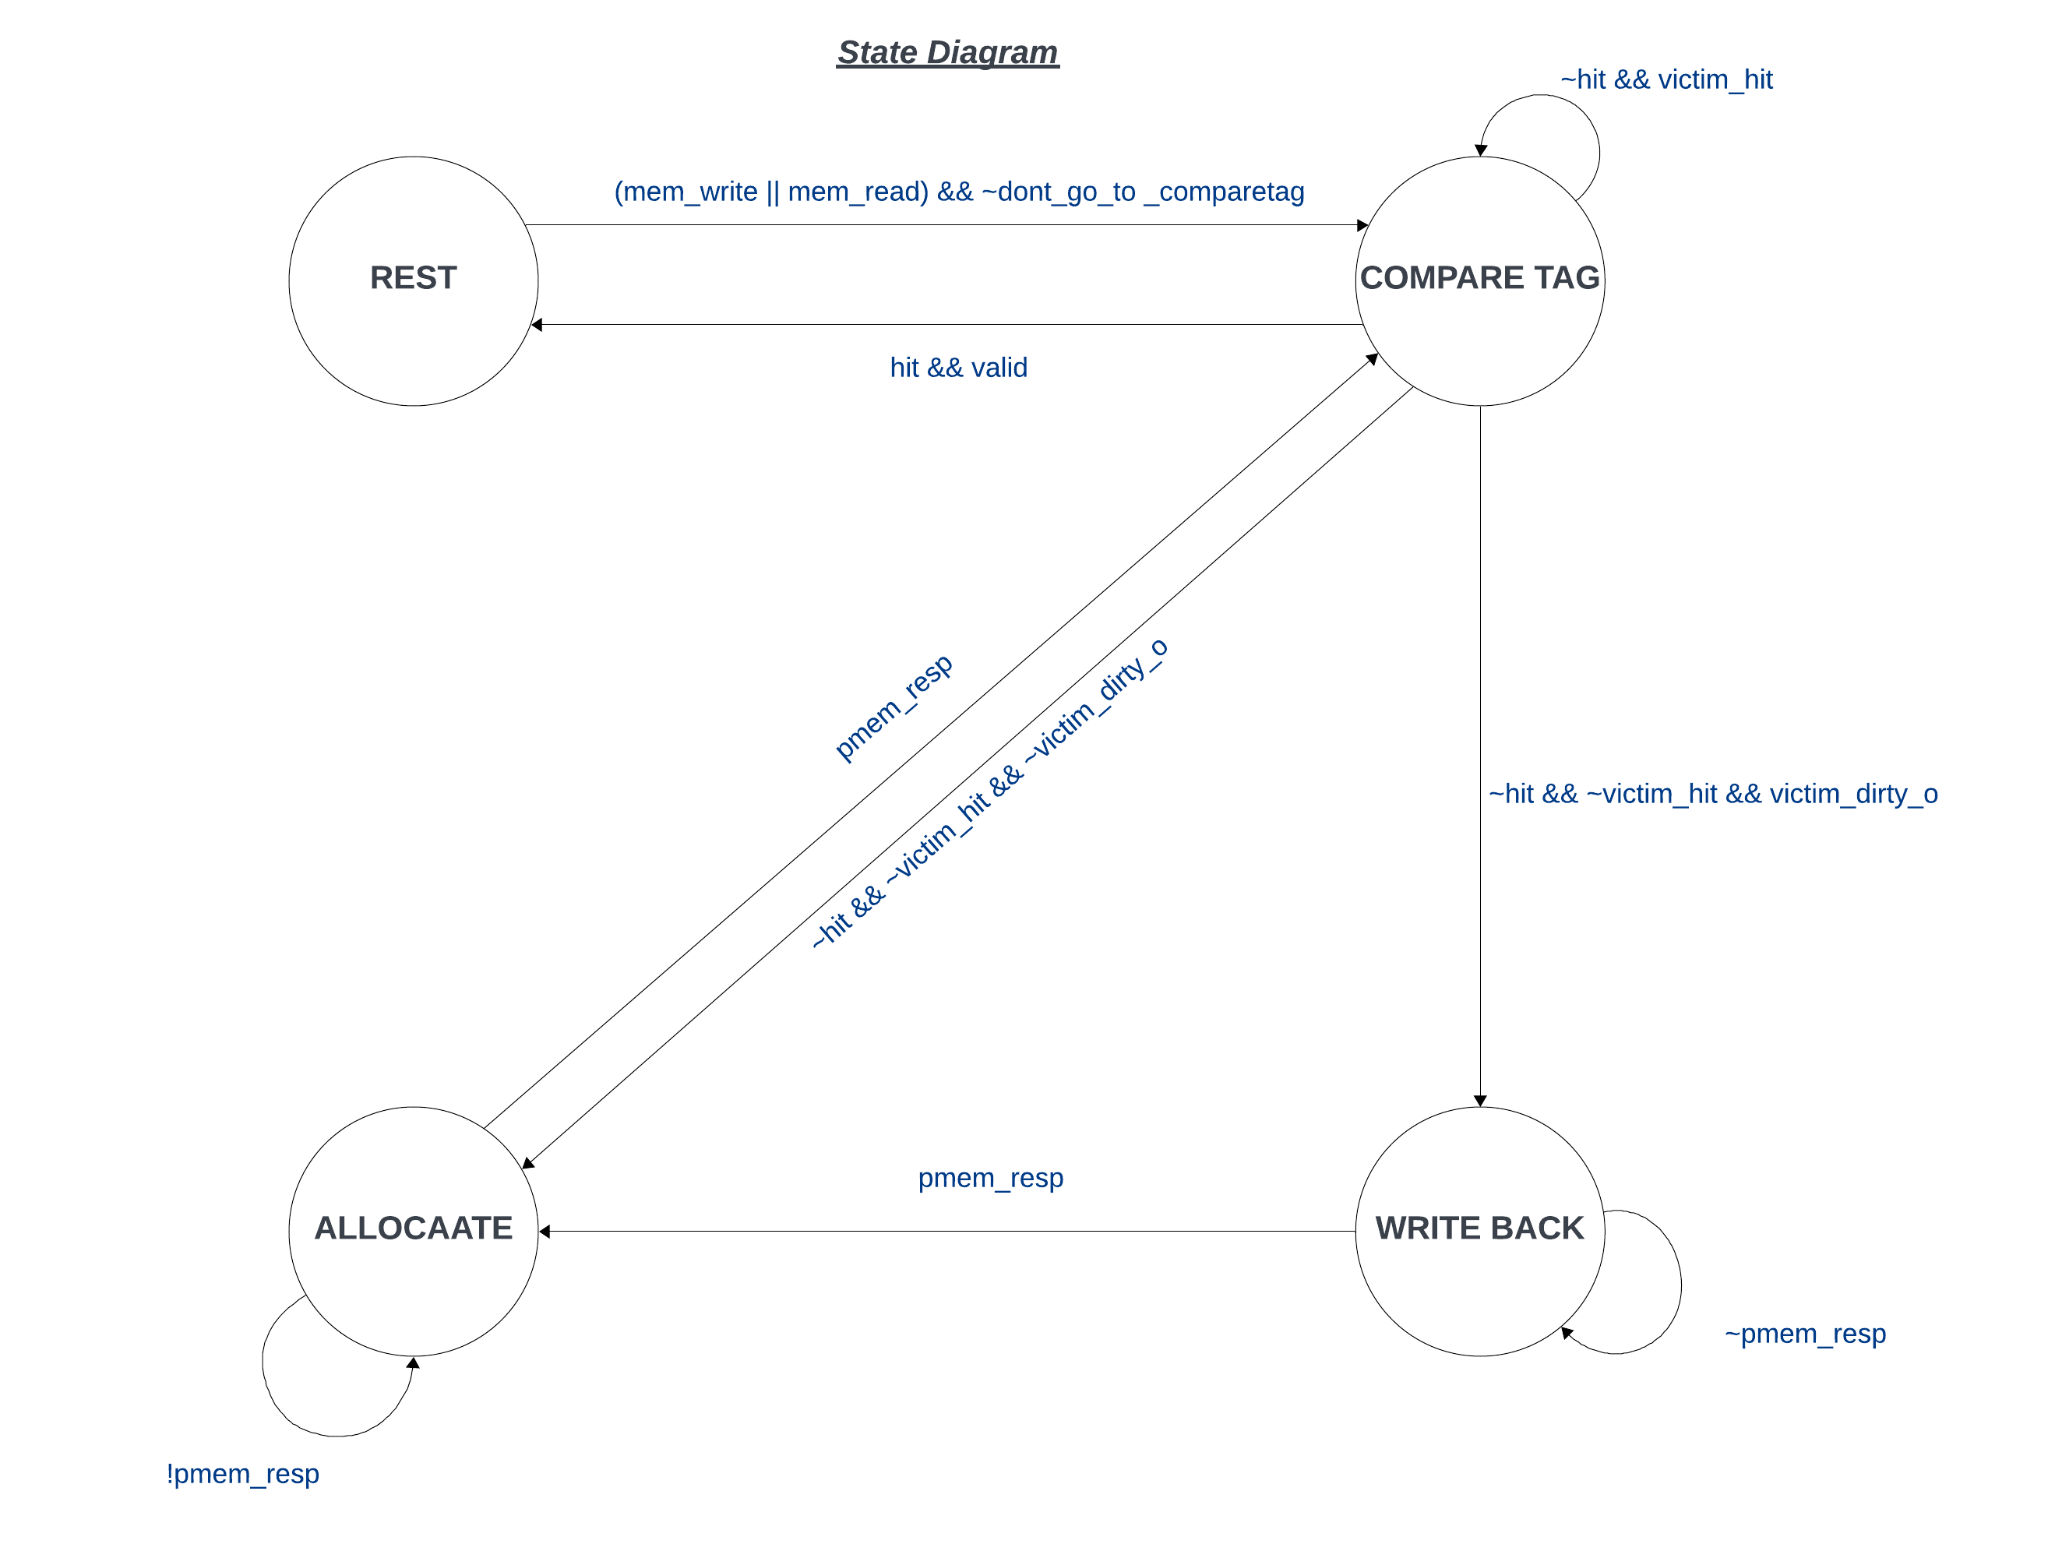 State Diagram
~hit && victim_hit
(mem_write || mem_read) && ~dont_go_to _comparetag
REST
COMPARE TAG
hit && valid
pmem_resp
~hit && ~victim_hit && ~victim_dirty_o
~hit && ~victim_hit && victim_dirty_o
pmem_resp
ALLOCAATE
WRITE BACK
~pmem_resp
!pmem_resp